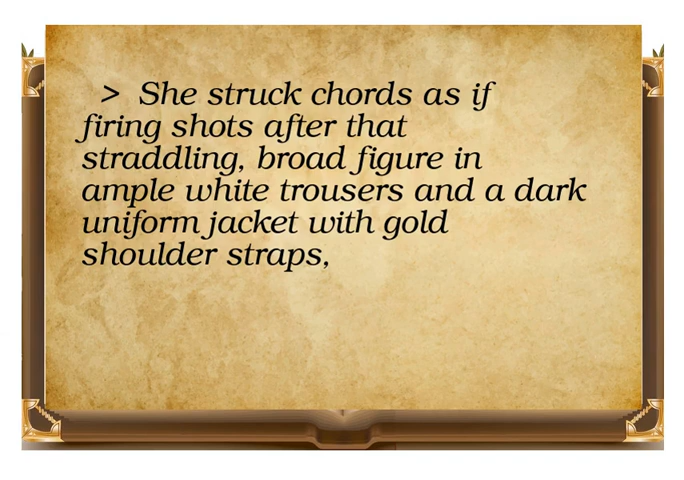 > She struck chords as if
firing shots after that
straddling, broad figure in
ample white trousers and a dark
uniform jacket with gold
shoulder straps,